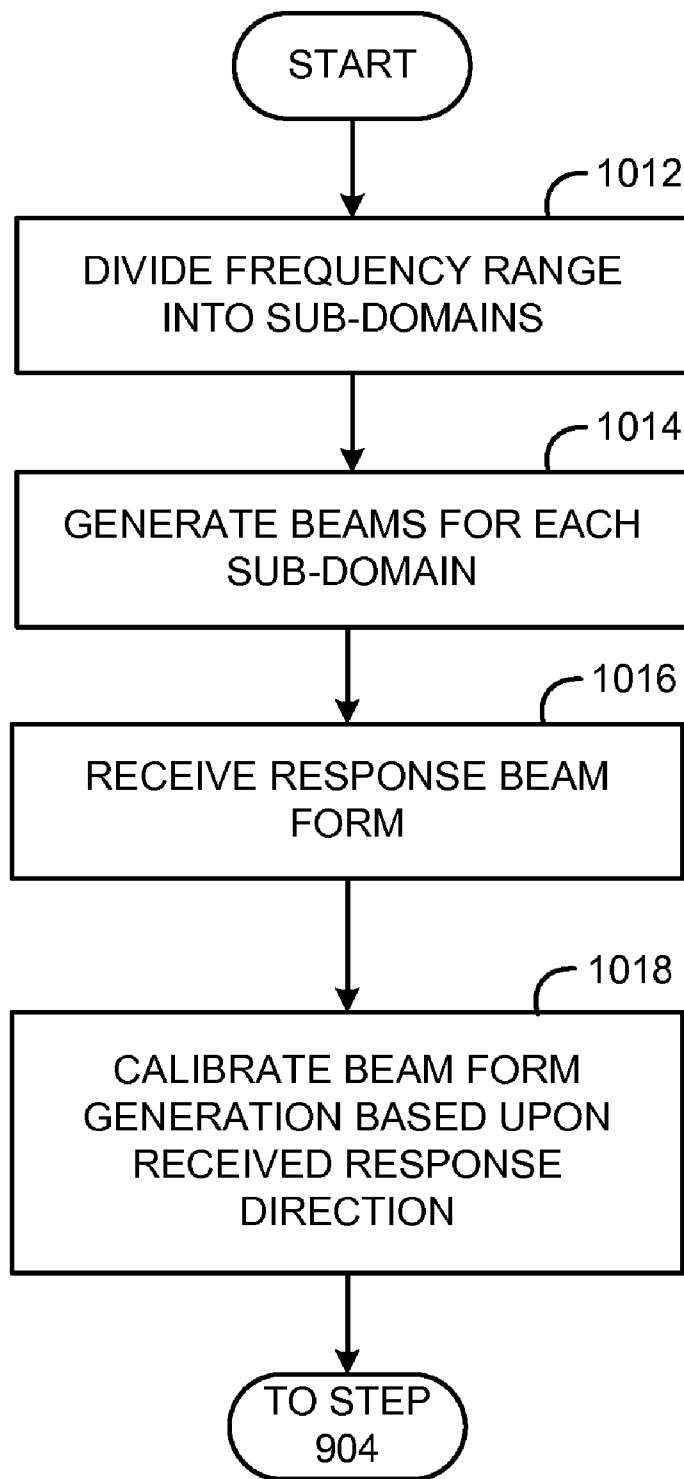 START
1012
DIVIDE FREQUENCY RANGE
INTO SUB-DOMAINS
1014
GENERATE BEAMS FOR EACH
SUB-DOMAIN
1016
RECEIVE RESPONSE BEAM
FORM
1018
CALIBRATE BEAM FORM
GENERATION BASED UPON
RECEIVED RESPONSE
DIRECTION
TO STEP
904